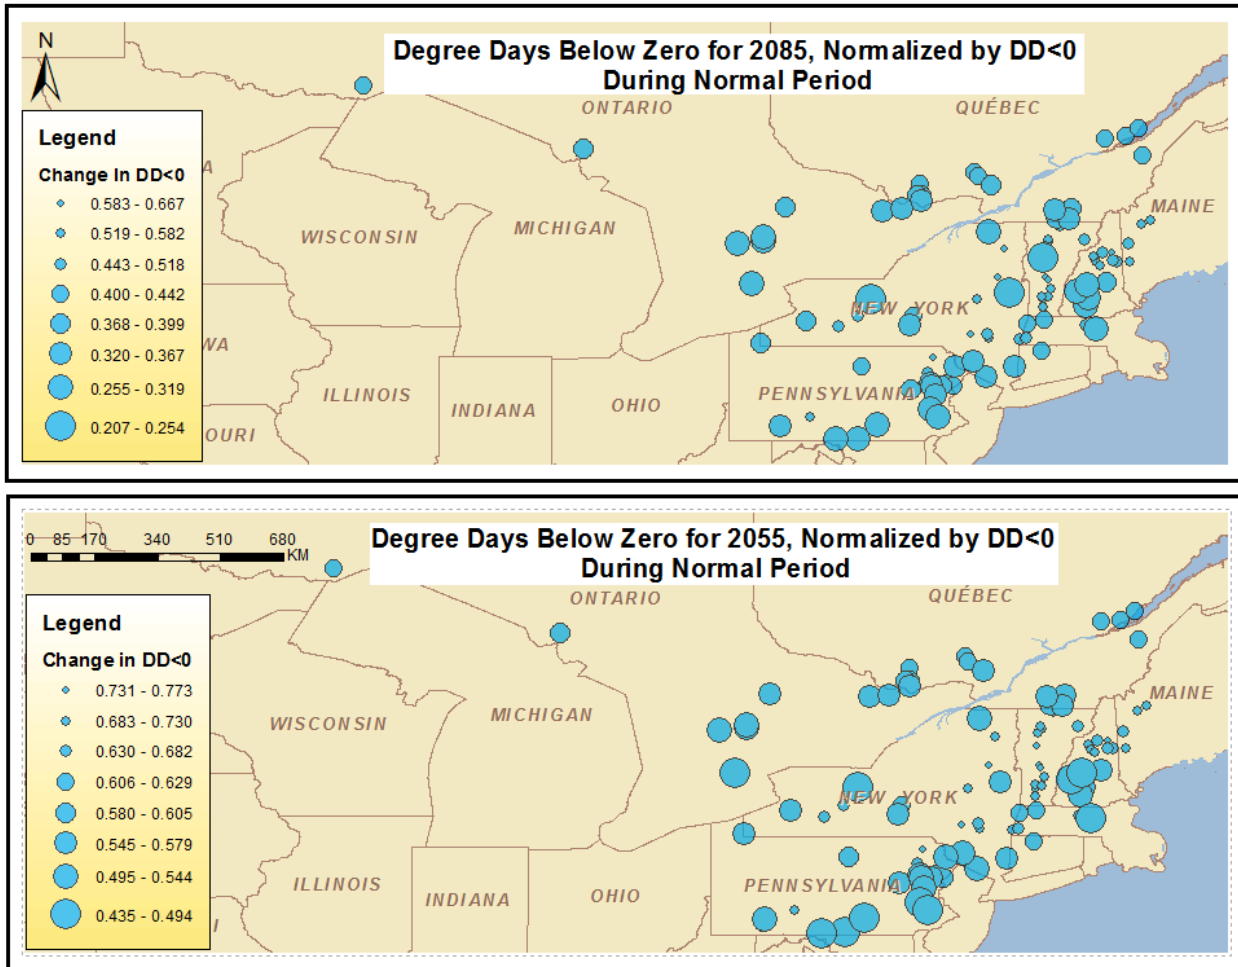 Degree Days Below Zero for 2085, Normalized by DD<0
During Normal Period
N
ONTARIO
QUÉBEC
Legend
Change In DD<0
0.583 - 0.667
0.519 - 0.582
0.443 - 0.518
0.400 - 0.442
0.368 - 0.399
0.320 - 0.367
0.255 - 0.319
0.207 - 0.254
A
MAINE
WISCONSIN
MICHIGAN
NEW YORK
WA
ILLINOIS
INDIANA
OHIO
PENNSYLVANIA
OURI
0 85 170 340 510 680
KM
Degree Days Below Zero for 2055, Normalized by DD<0
During Normal Period
ONTARIO
QUÉBEC
Legend
Change in DD<0
0.731 - 0.773
0.683 - 0.730
0.630 - 0.682
0.606 - 0.629
0.580 - 0.605
0.545 - 0.579
0.495 - 0.544
0.435 - 0.494
MAINE
WISCONSIN
MICHIGAN
NEW YORK
ILLINOIS
INDIANA
OHIO
PENNSYLVANIA
I